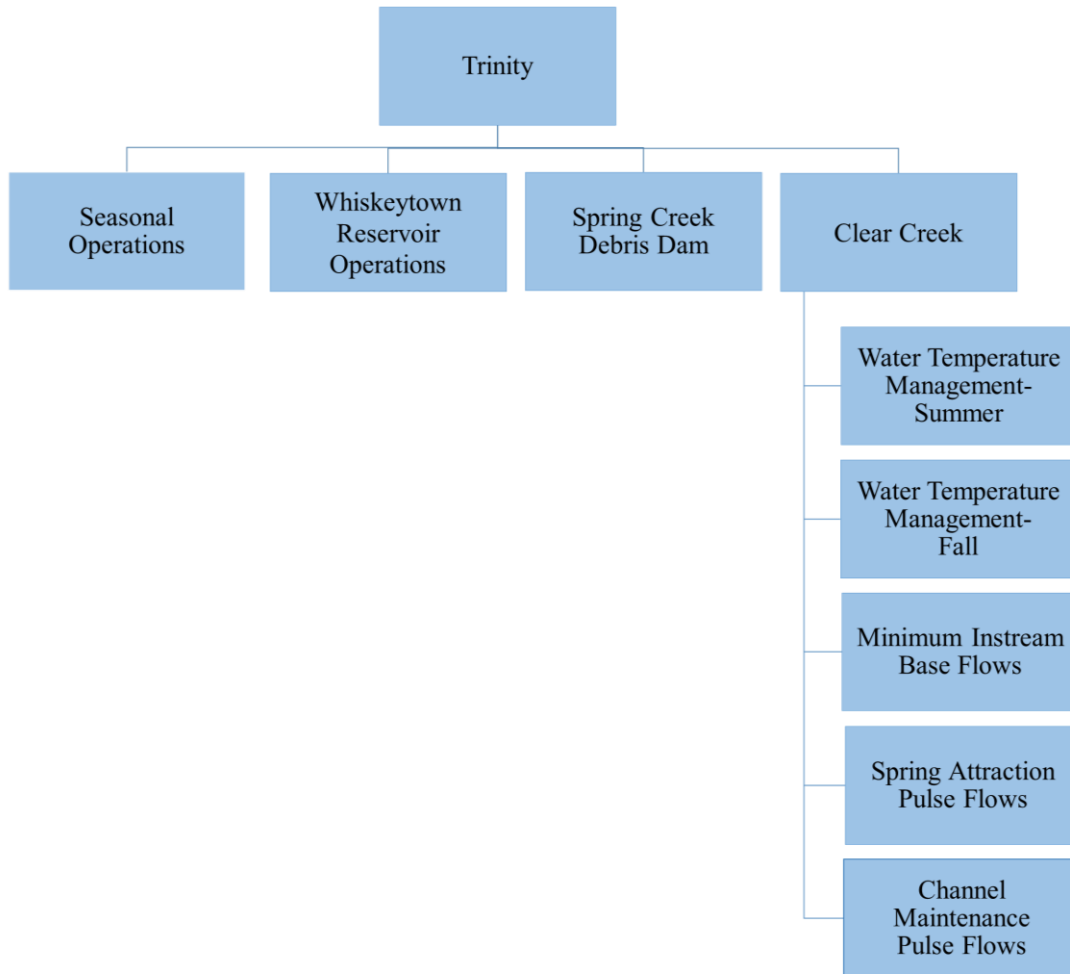 Trinity
Seasonal
Operations
Whiskeytown
Reservoir
Operations
Spring Creek
Debris Dam
Clear Creek
Water Temperature
Management-
Summer
Water Temperature
Management-
Fall
Minimum Instream
Base Flows
Spring Attraction
Pulse Flows
Channel
Maintenance
Pulse Flows